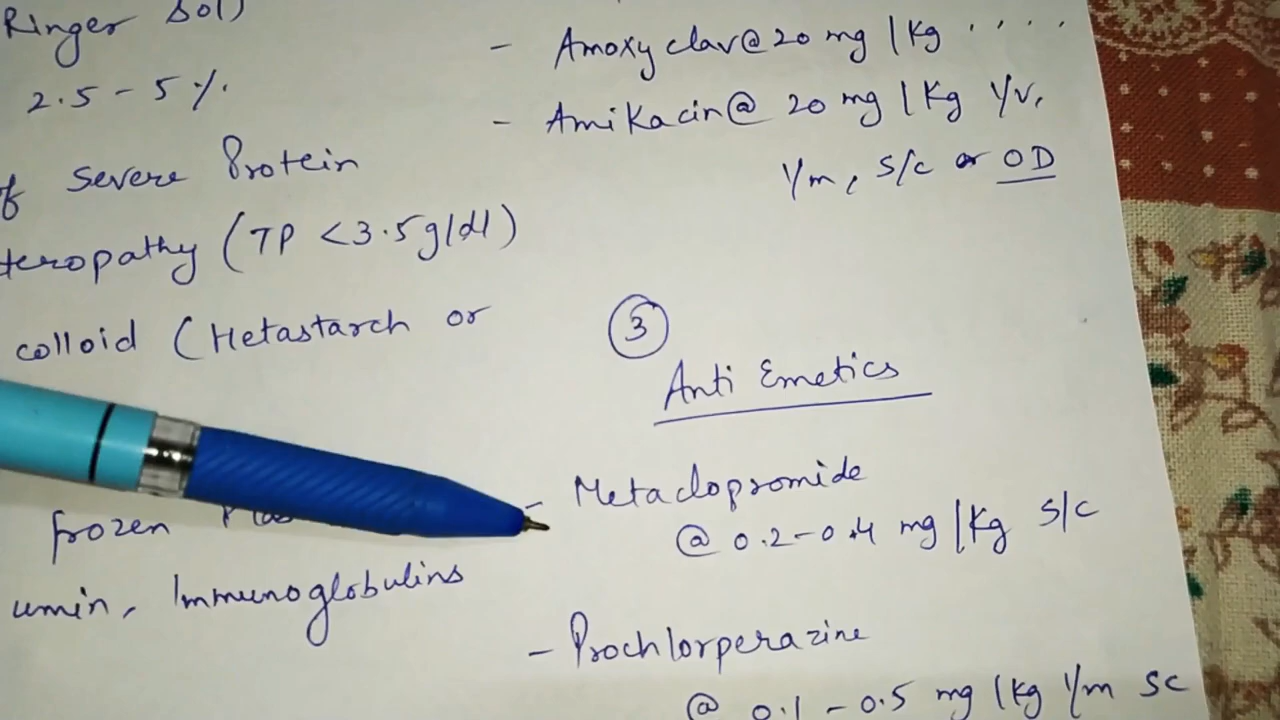 Ringer Sol)
2.5 - 5 %.
of severe Protein
teropathy (TP < 3.5 g/dl)
colloid (Hetastarch or
frozen
umin, Immunoglobulins
- Amoxyclav @ 20 mg / Kg . . . .
- Amikacin @ 20 mg / Kg I/v,
I/m, S/c or OD
3
Anti Emetics
- Metaclopromide
@ 0.2 - 0.4 mg / Kg S/c
- Prochlorperazine
@ 0.1 - 0.5 mg / Kg I/m SC